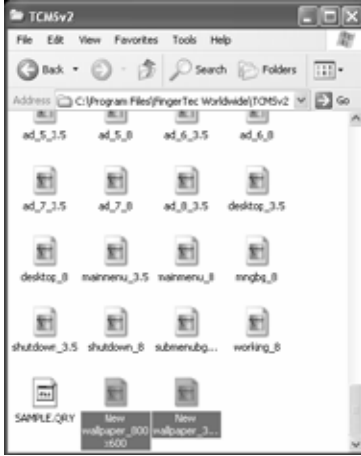 TCMSv2
File Edit View Favorites Tools Help
Back Search Folders
Address C:\Program Files\FingerTec Worldwide\TCMSv2 Go
ad_5_3.5 ad_5_8 ad_6_3.5 ad_6_8
ad_7_3.5 ad_7_8 ad_8_3.5 desktop_3.5
desktop_8 mainmenu_3.5 mainmenu_8 mngbg_8
shutdown_3.5 shutdown_8 submenubg... working_8
SAMPLE.QRY New New
wallpaper_800 wallpaper_3...
x600